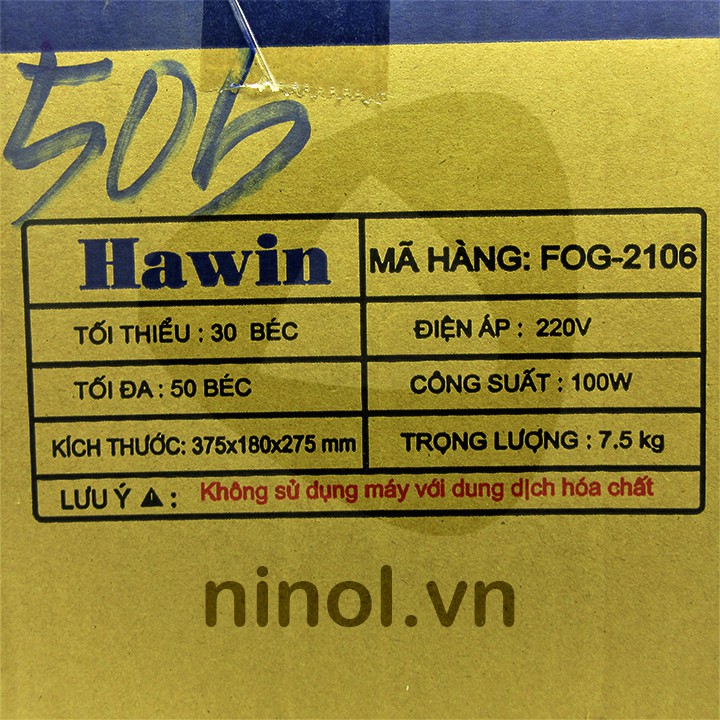 50b
Hawin
MÃ HÀNG: FOG-2106
TỐI THIỂU : 30 BÉC
ĐIỆN ÁP : 220V
TỐI ĐA : 50 BÉC
CÔNG SUẤT : 100W
KÍCH THƯỚC: 375x180x275 mm
TRỌNG LƯỢNG : 7.5 kg
LƯU Ý ⚠ : Không sử dụng máy với dung dịch hóa chất
ninol.vn